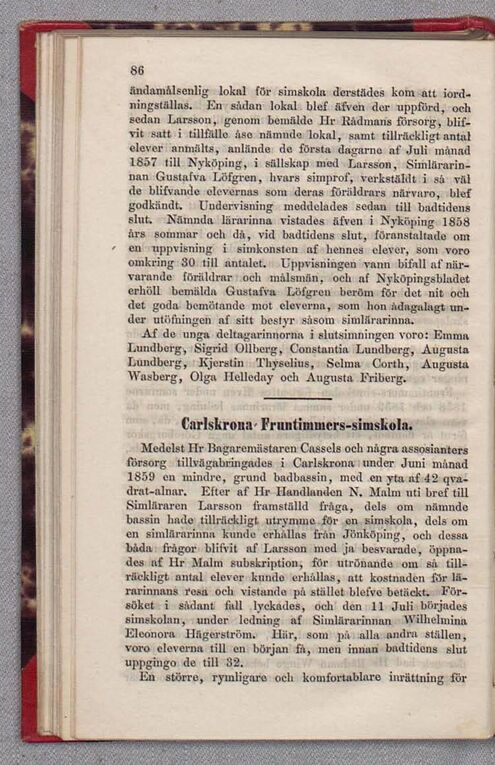 86
ändamålsenlig lokal för simskola derstädes kom att iord-
ningställas. En sådan lokal blef äfven der uppförd, och
sedan Larsson, genom bemälde Hr Rådmans försorg, blif-
vit satt i tillfälle åse nämnde lokal, samt tillräckligt antal
elever anmälts, anlände de första dagarne af Juli månad
1857 till Nyköping, i sällskap med Larsson, Simlärarin-
nan Gustafva Löfgren, hvars simprof, verkstäldt i så väl
de blifvande elevernas som deras föräldrars närvaro, blef
godkändt. Undervisning meddelades sedan till badtidens
slut. Nämnda lärarinna vistades äfven i Nyköping 1858
års sommar och då, vid badtidens slut, föranstaltade om
en uppvisning i simkonsten af hennes elever, som voro
omkring 30 till antalet. Uppvisningen vann bifall af när-
varande föräldrar och målsmän, och af Nyköpingsbladet
erhöll bemälda Gustafva Löfgren beröm för det nit och
det goda bemötande mot eleverna, som hon ådagalagt un-
der utöfningen af sitt bestyr såsom simlärarinna.
Af de unga deltagarinnorna i slutsimningen voro: Emma
Lundberg, Sigrid Ollberg, Constantia Lundberg, Augusta
Lundberg, Kjerstin Thyselius, Selma Corth, Augusta
Wasberg, Olga Helleday och Augusta Friberg.
Carlskrona Fruntimmers-simskola.
Medelst Hr Bagaremästaren Cassels och några assosianters
försorg tillvägabringades i Carlskrona under Juni månad
1859 en mindre, grund badbassin, med en yta af 42 qva-
drat-alnar. Efter af Hr Handlanden N. Malm uti bref till
Simläraren Larsson framställd fråga, dels om nämnde
bassin hade tillräckligt utrymme för en simskola, dels om
en simlärarinna kunde erhållas från Jönköping, och dessa
båda frågor blifvit af Larsson med ja besvarade, öppna-
des af Hr Malm subskription, för utrönande om så till-
räckligt antal elever kunde erhållas, att kostnaden för lä-
rarinnans resa och vistande på stället blefve betäckt. För-
söket i sådant fall lyckades, och den 11 Juli börjades
simskolan, under ledning af Simlärarinnan Wilhelmina
Eleonora Hägerström. Här, som på alla andra ställen,
voro eleverna till en början få, men innan badtidens slut
uppgingo de till 32.
En större, rymligare och komfortablare inrättning för